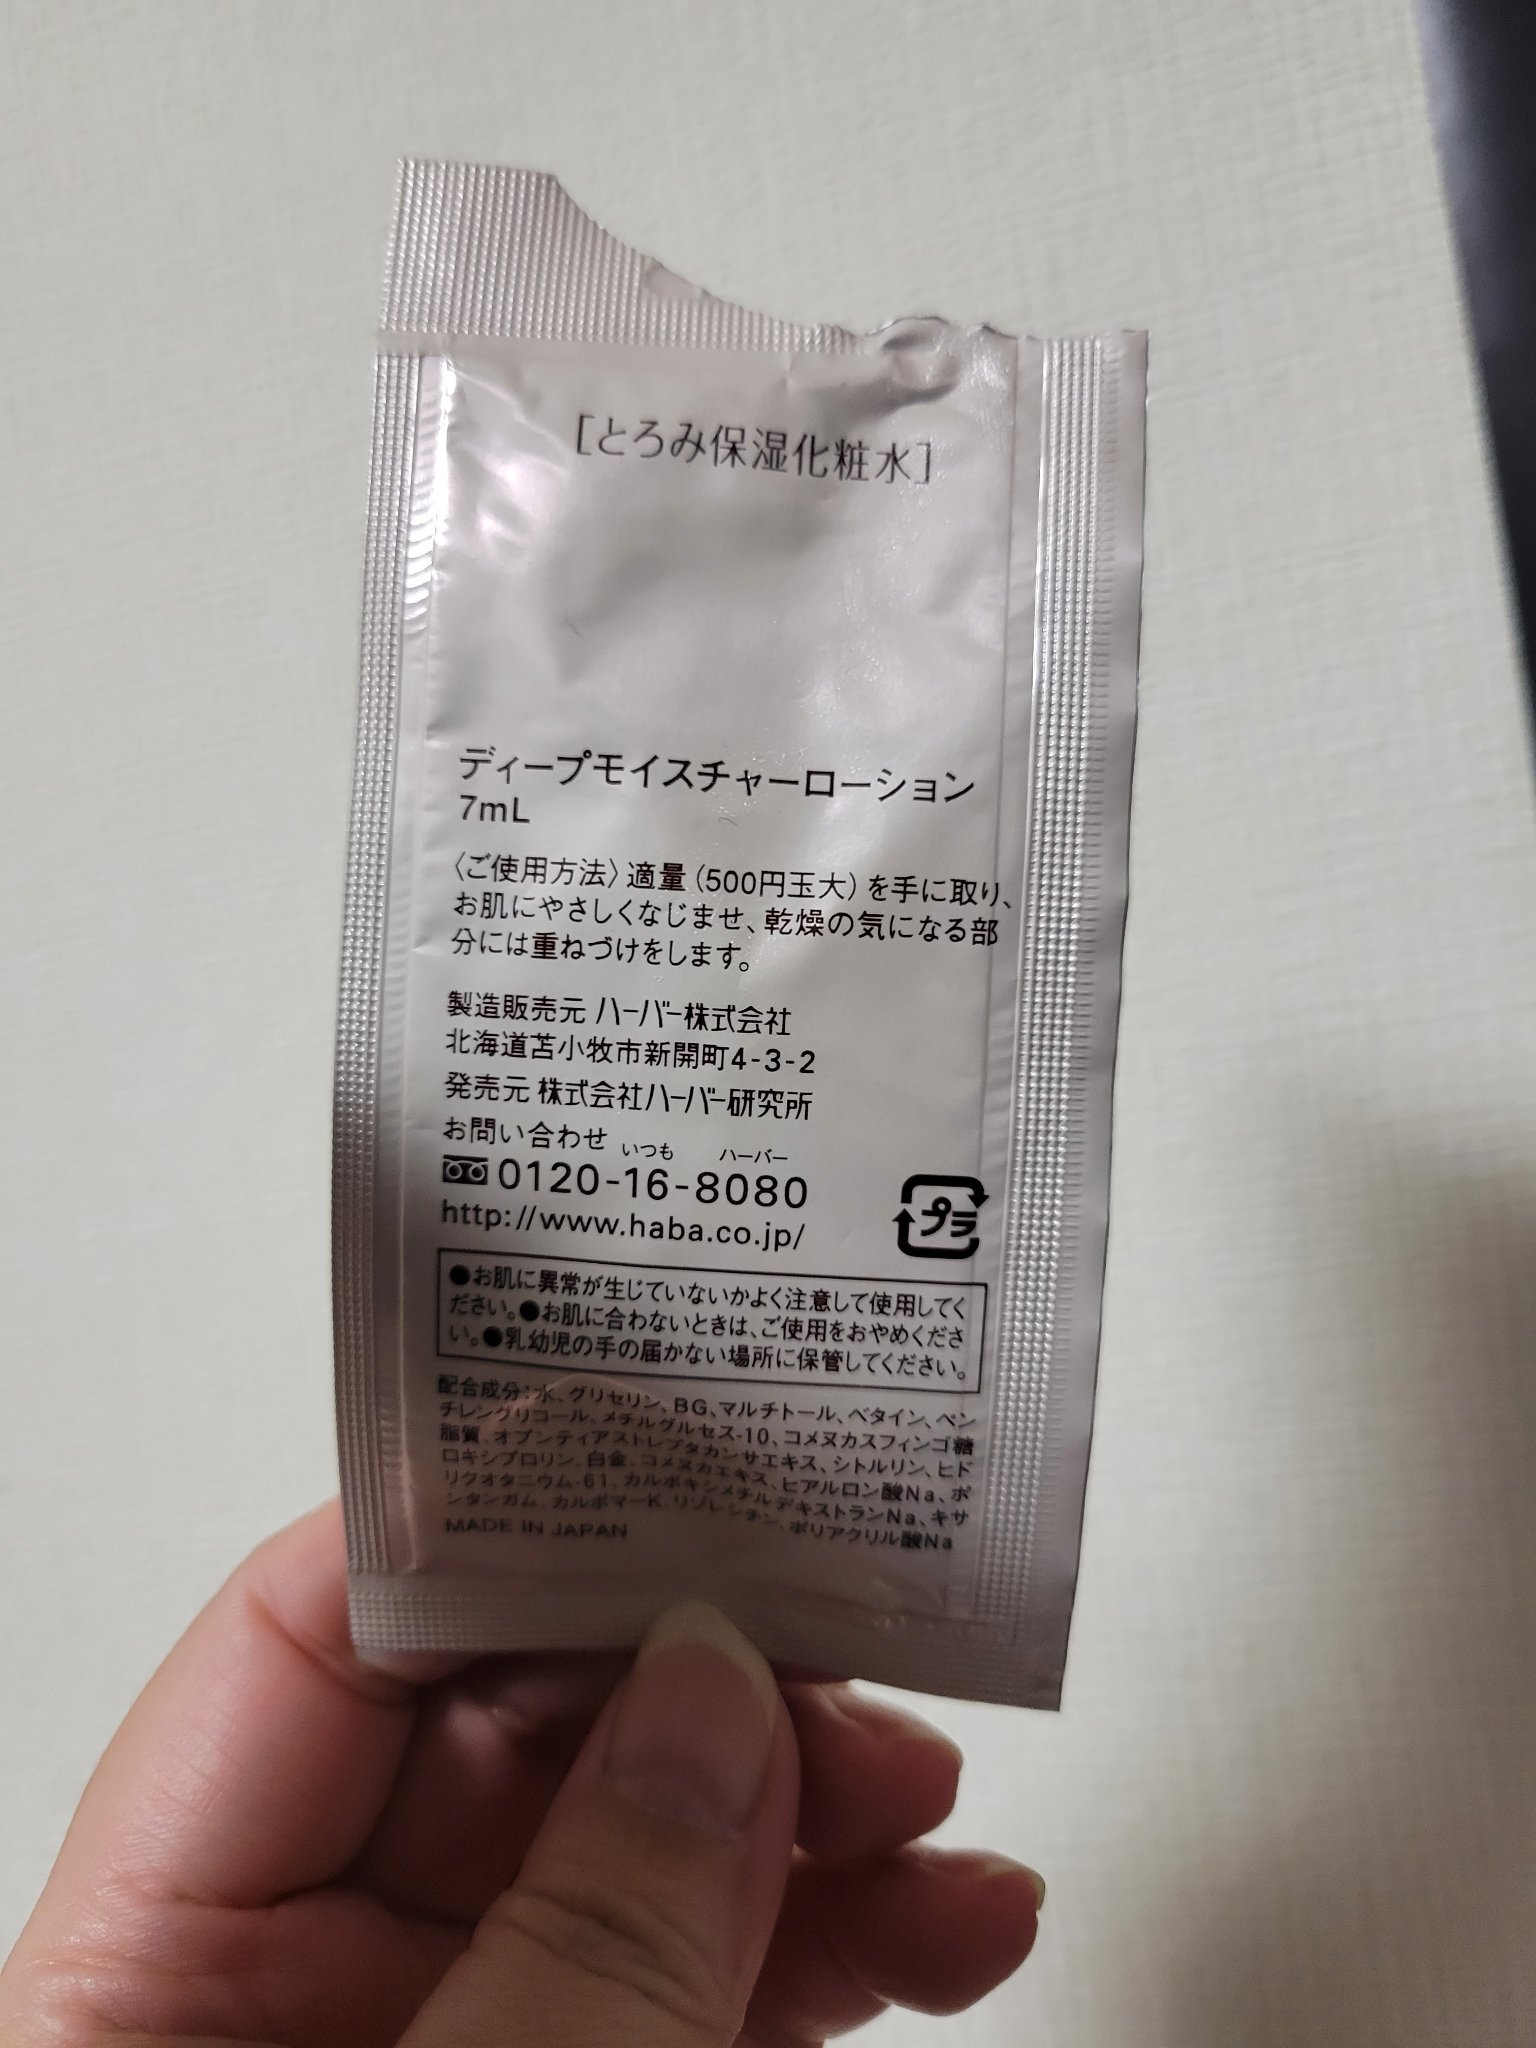 [とろみ保湿化粧水]
ディープモイスチャーローション
7mL
〈ご使用方法〉適量（500円玉大）を手に取り、
お肌にやさしくなじませ、乾燥の気になる部
分には重ねづけをします。
製造販売元 ハーバー株式会社
北海道苫小牧市新開町4-3-2
発売元 株式会社ハーバー研究所
お問い合わせ
いつも ハーバー
0120-16-8080
http://www.haba.co.jp/
プラ
●お肌に異常が生じていないかよく注意して使用してく
ださい。●お肌に合わないときは、ご使用をおやめくださ
い。●乳幼児の手の届かない場所に保管してください。
配合成分：水、グリセリン、BG、マルチトール、ベタイン、ペン
チレングリコール、メチルグルセス-10、コメヌカスフィンゴ糖
脂質、オプンティアストレプタカンサエキス、シトルリン、ヒド
ロキシプロリン、白金、コメヌカエキス、ヒアルロン酸Na、ポ
リクオタニウム-61、カルボキシメチルデキストランNa、キサ
ンタンガム、カルボマーK、リゾレシチン、ポリアクリル酸Na
MADE IN JAPAN